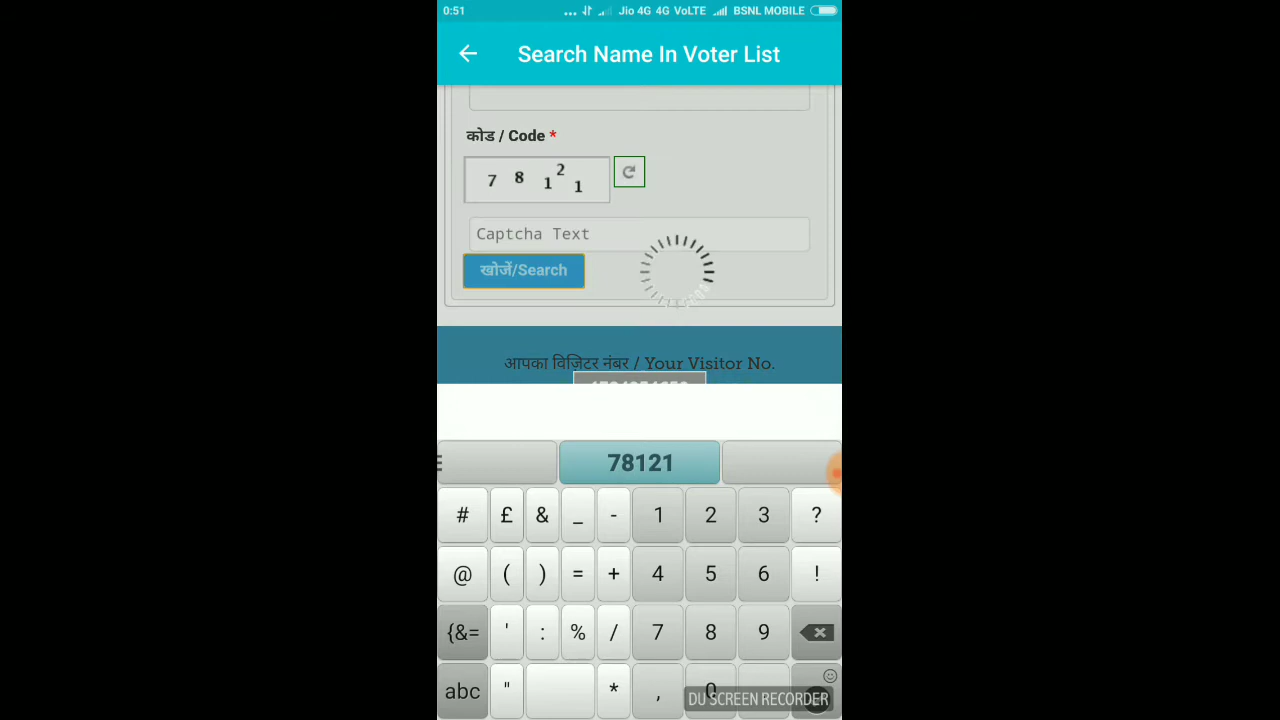 0:51 ... Jio 4G 4G VoLTE BSNL MOBILE
Search Name In Voter List
कोड / Code *
7 8 1 2 1
Captcha Text
खोजें/Search
आपका विज़िटर नंबर / Your Visitor No.
78121
# £ & _ - 1 2 3 ?
@ ( ) = + 4 5 6 !
{&= ' : % / 7 8 9
abc " * , 0
DU SCREEN RECORDER